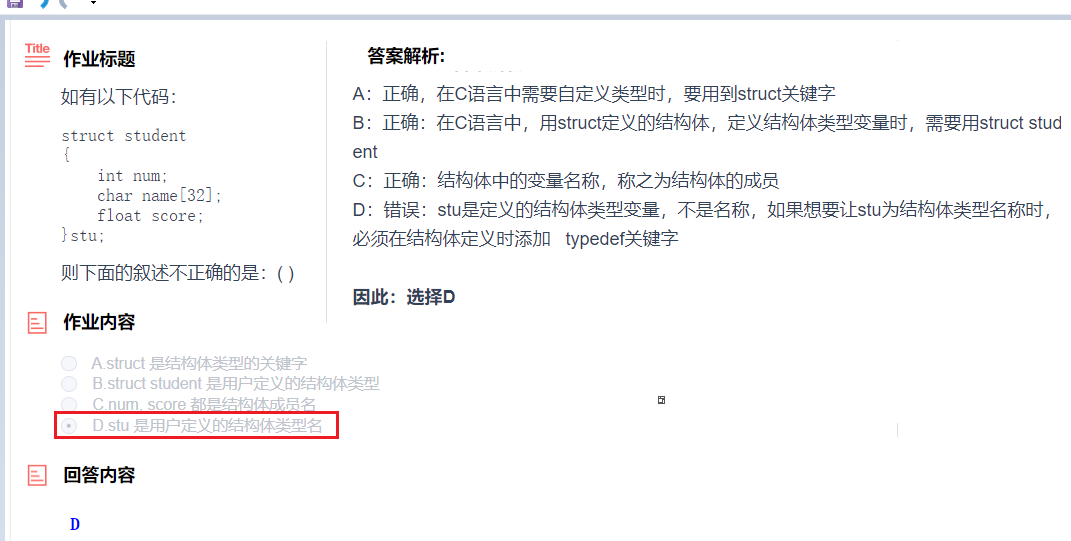 Title
作业标题
如有以下代码：
struct student
{
int num;
char name[32];
float score;
}stu;
则下面的叙述不正确的是：( )
作业内容
A.struct 是结构体类型的关键字
B.struct student 是用户定义的结构体类型
C.num, score 都是结构体成员名
D.stu 是用户定义的结构体类型名
回答内容
D
答案解析:
A：正确，在C语言中需要自定义类型时，要用到struct关键字
B：正确：在C语言中，用struct定义的结构体，定义结构体类型变量时，需要用struct stud
ent
C：正确：结构体中的变量名称，称之为结构体的成员
D：错误：stu是定义的结构体类型变量，不是名称，如果想要让stu为结构体类型名称时，
必须在结构体定义时添加 typedef关键字
因此：选择D